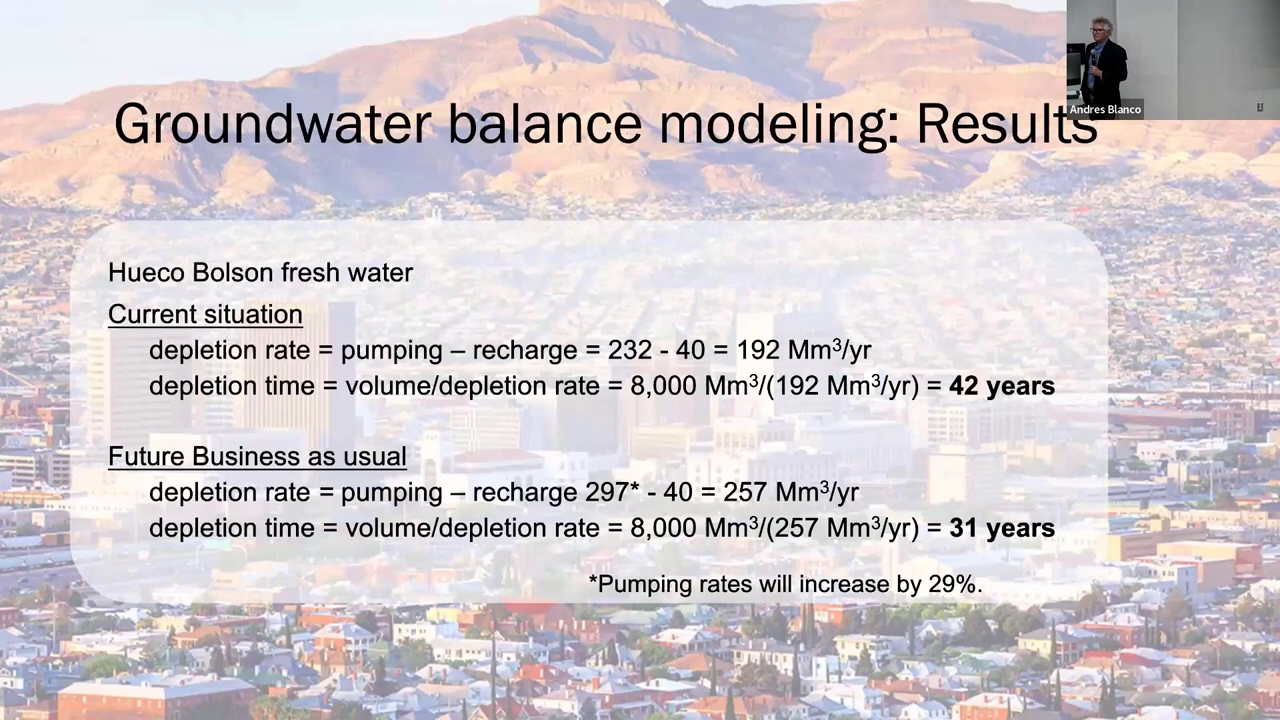 Groundwater balance modeling: Results
Andres Blanco
Hueco Bolson fresh water
Current situation
depletion rate = pumping – recharge = 232 - 40 = 192 Mm³/yr
depletion time = volume/depletion rate = 8,000 Mm³/(192 Mm³/yr) = 42 years
Future Business as usual
depletion rate = pumping – recharge 297* - 40 = 257 Mm³/yr
depletion time = volume/depletion rate = 8,000 Mm³/(257 Mm³/yr) = 31 years
*Pumping rates will increase by 29%.